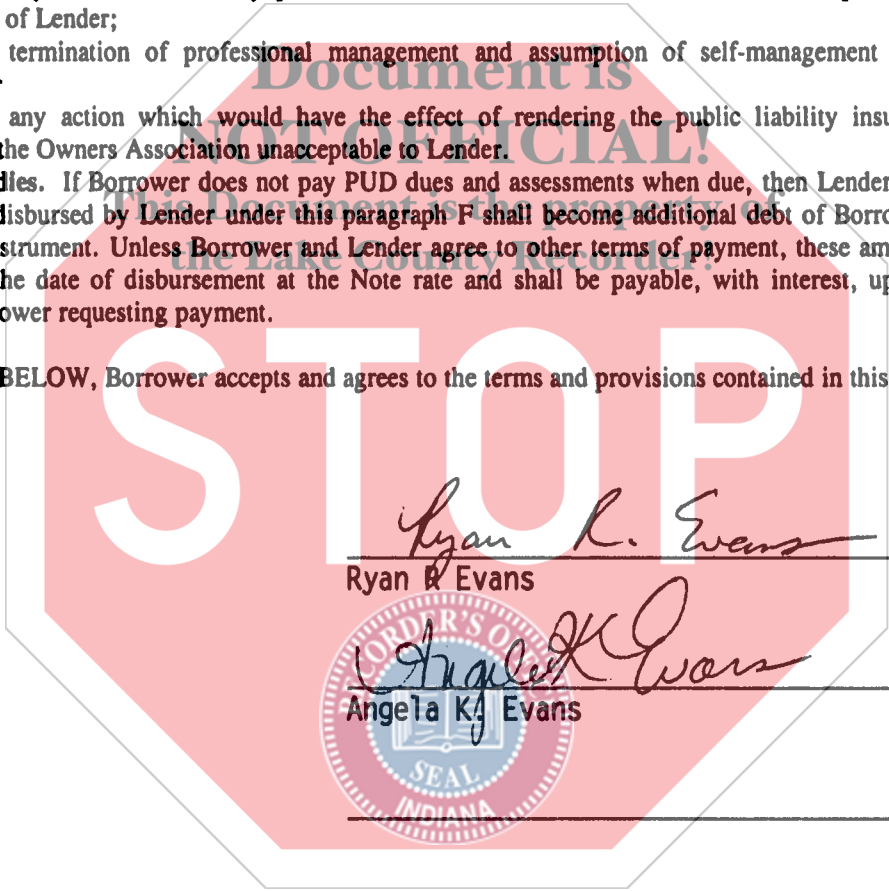 of Lender;
termination of professional management and assumption of self-management
any action which would have the effect of rendering the public liability insu
the Owners Association unacceptable to Lender.
dies. If Borrower does not pay PUD dues and assessments when due, then Lender
disbursed by Lender under this paragraph F shall become additional debt of Borro
strument. Unless Borrower and Lender agree to other terms of payment, these am
he date of disbursement at the Note rate and shall be payable, with interest, up
ower requesting payment.
BELOW, Borrower accepts and agrees to the terms and provisions contained in this
Document is
NOT OFFICIAL!
This Document is the property of
the Lake County Recorder!
STOP
Ryan R. Evans
Ryan R Evans
Angela K Evans
Angela K. Evans
CORDER'S O
SEAL
INDIANA